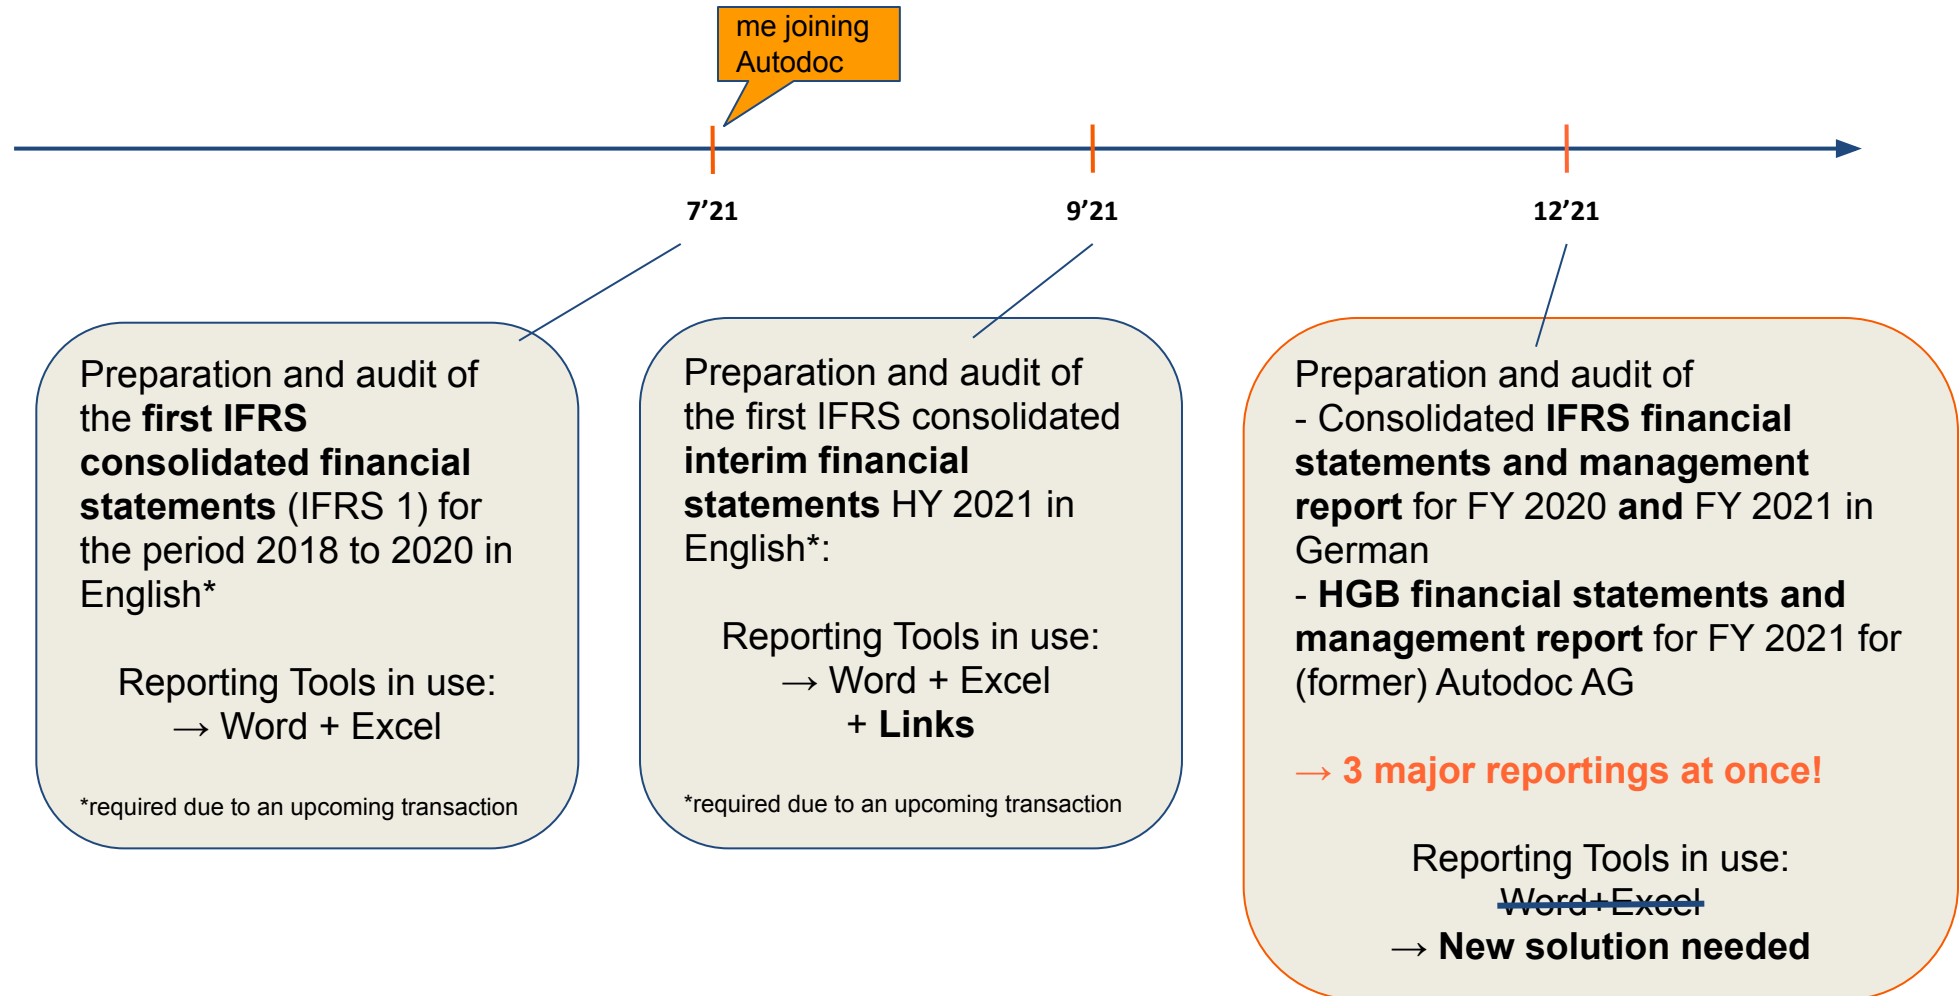 me joining
Autodoc
7’21
9’21
12’21
Preparation and audit of
the first IFRS
consolidated financial
statements (IFRS 1) for
the period 2018 to 2020 in
English*
Reporting Tools in use:
→ Word + Excel
*required due to an upcoming transaction
Preparation and audit of
the first IFRS consolidated
interim financial
statements HY 2021 in
English*:
Reporting Tools in use:
→ Word + Excel
+ Links
*required due to an upcoming transaction
Preparation and audit of
- Consolidated IFRS financial
statements and management
report for FY 2020 and FY 2021 in
German
- HGB financial statements and
management report for FY 2021 for
(former) Autodoc AG
→ 3 major reportings at once!
Reporting Tools in use:
Word+Excel
→ New solution needed